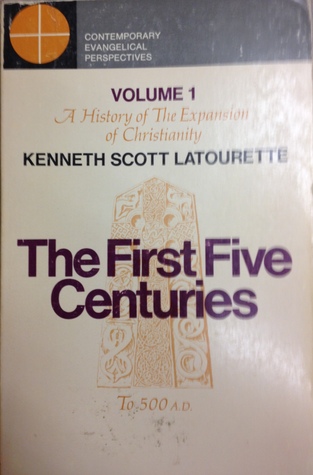 CONTEMPORARY
EVANGELICAL
PERSPECTIVES
VOLUME 1
A History of The Expansion
of Christianity
KENNETH SCOTT LATOURETTE
The First Five
Centuries
To 500 A.D.